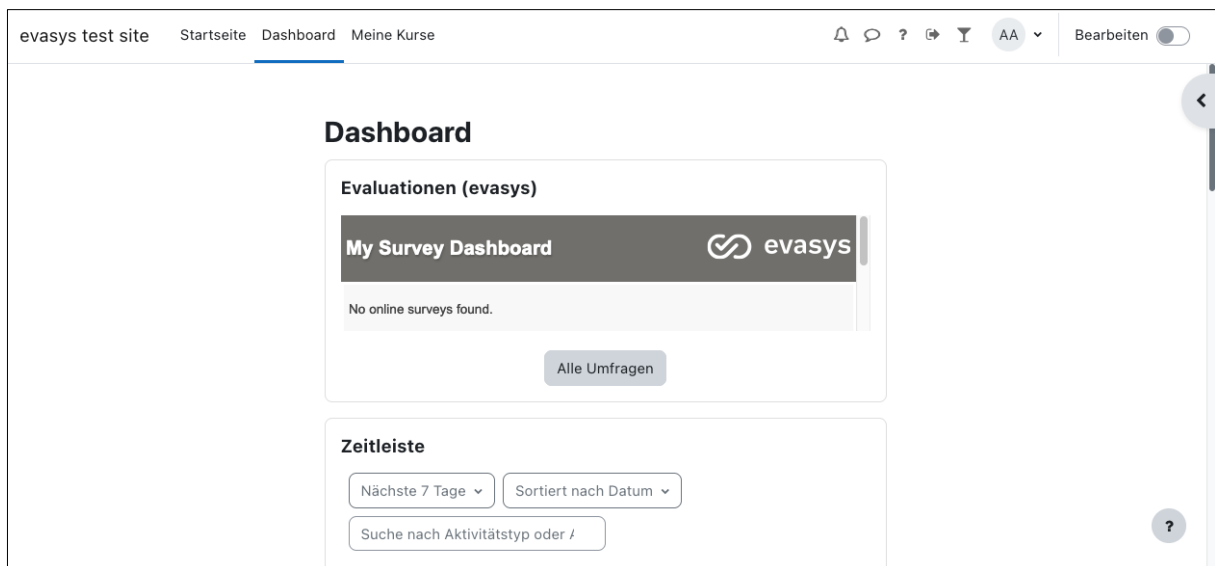 evasys test site Startseite Dashboard Meine Kurse ? AA Bearbeiten
Dashboard
Evaluationen (evasys)
My Survey Dashboard evasys
No online surveys found.
Alle Umfragen
Zeitleiste
Nächste 7 Tage Sortiert nach Datum
Suche nach Aktivitätstyp oder
?